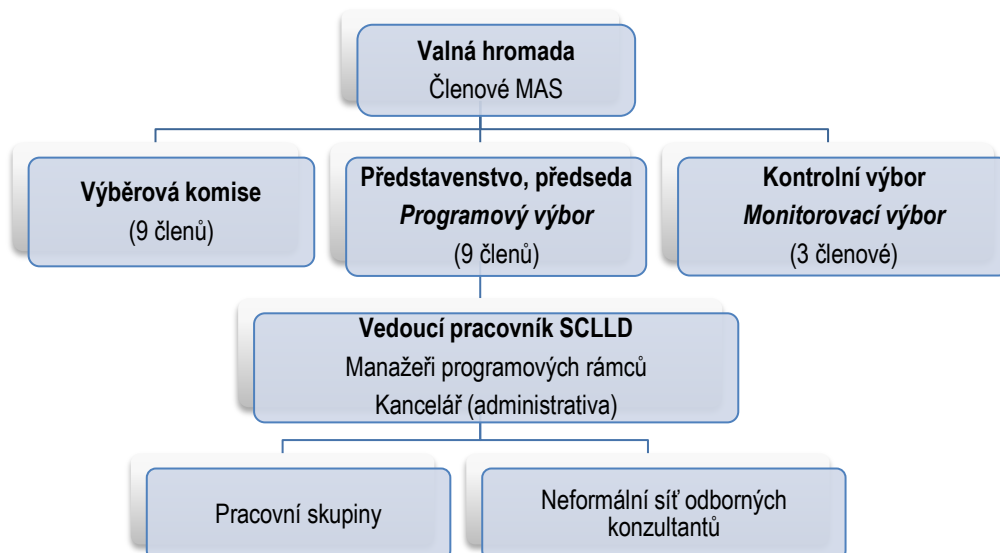 Valná hromada
Členové MAS
Výběrová komise
(9 členů)
Představenstvo, předseda
Programový výbor
(9 členů)
Kontrolní výbor
Monitorovací výbor
(3 členové)
Vedoucí pracovník SCLLD
Manažeři programových rámců
Kancelář (administrativa)
Pracovní skupiny
Neformální síť odborných
konzultantů